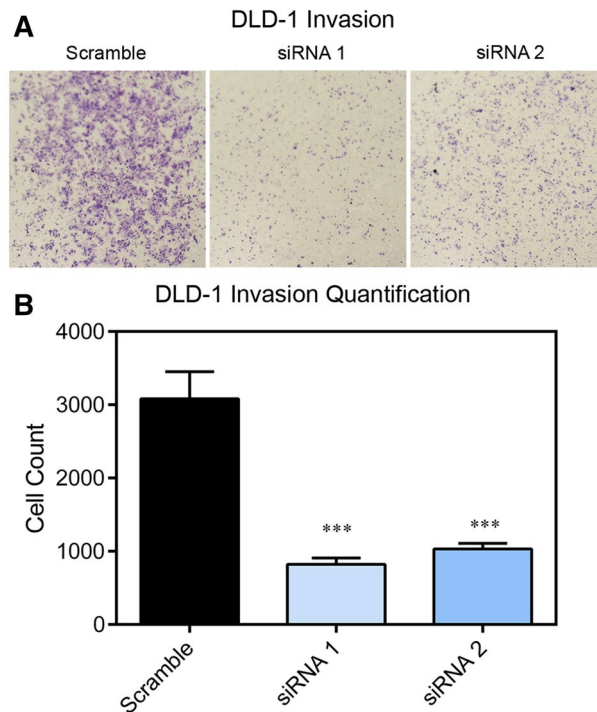 A
DLD-1 Invasion
Scramble
siRNA 1
siRNA 2
B
DLD-1 Invasion Quantification
4000
3000
2000
1000
0
Cell Count
***
***
Scramble
siRNA 1
siRNA 2